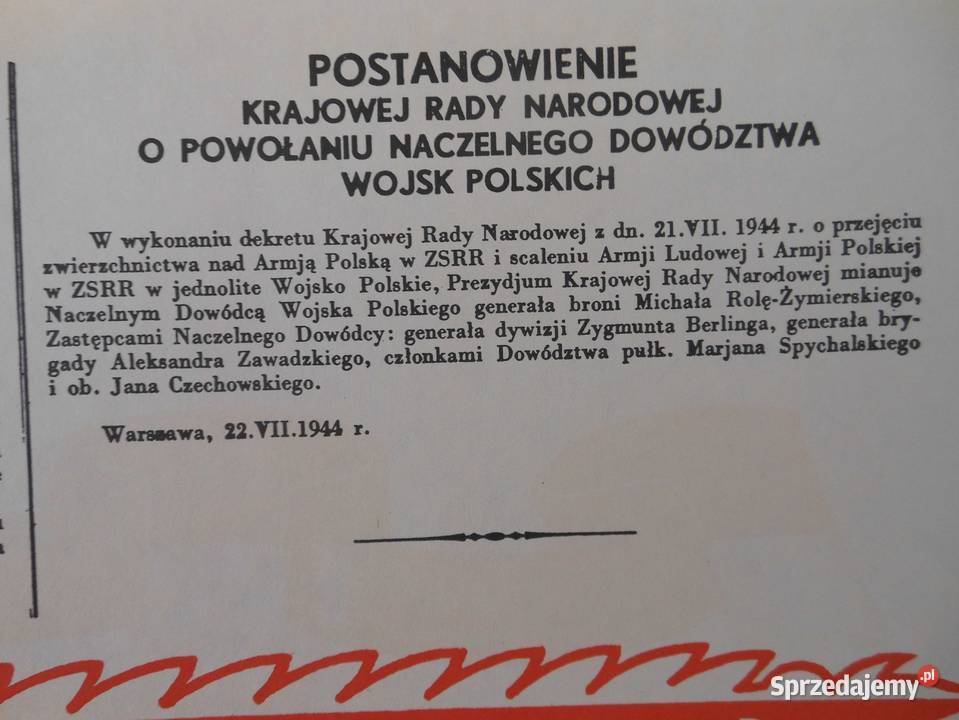 POSTANOWIENIE
KRAJOWEJ RADY NARODOWEJ
O POWOŁANIU NACZELNEGO DOWÓDZTWA
WOJSK POLSKICH
W wykonaniu dekretu Krajowej Rady Narodowej z dn. 21.VII. 1944 r. o przejęciu
zwierzchnictwa nad Armją Polską w ZSRR i scaleniu Armji Ludowej i Armji Polskiej
w ZSRR w jednolite Wojsko Polskie, Prezydjum Krajowej Rady Narodowej mianuje
Naczelnym Dowódcą Wojska Polskiego generała broni Michała Rolę-Żymierskiego,
Zastępcami Naczelnego Dowódcy: generała dywizji Zygmunta Berlinga, generała bry-
gady Aleksandra Zawadzkiego, członkami Dowództwa pułk. Marjana Spychalskiego
i ob. Jana Czechowskiego.
Warszawa, 22.VII.1944 r.
Sprzedajemy.pl